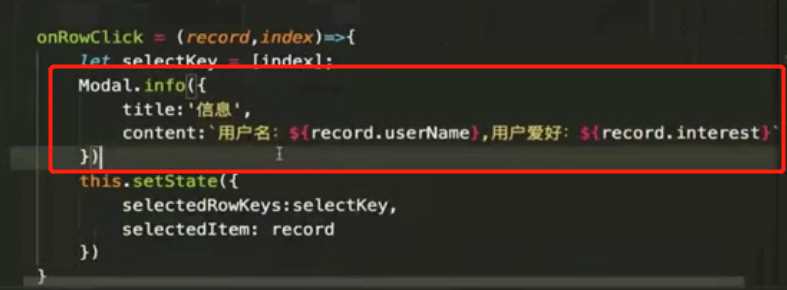 onRowClick = (record,index)=>{
let selectKey = [index];
Modal.info({
title:'信息',
content:`用户名：${record.userName},用户爱好：${record.interest}`
})
this.setState({
selectedRowKeys:selectKey,
selectedItem: record
})
}